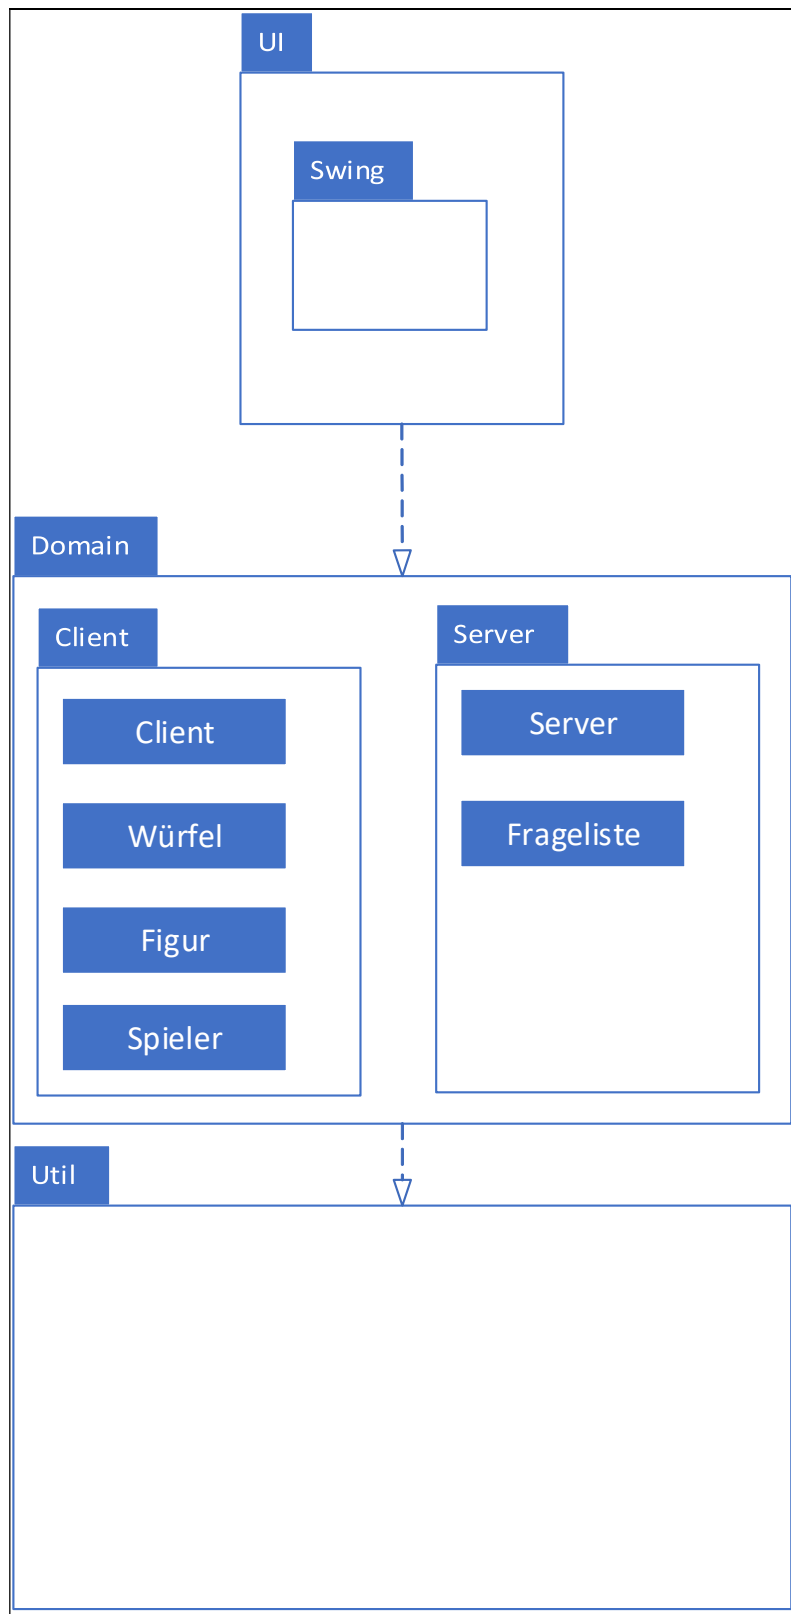 UI
Swing
Domain
Client
Client
Würfel
Figur
Spieler
Server
Server
Frageliste
Util